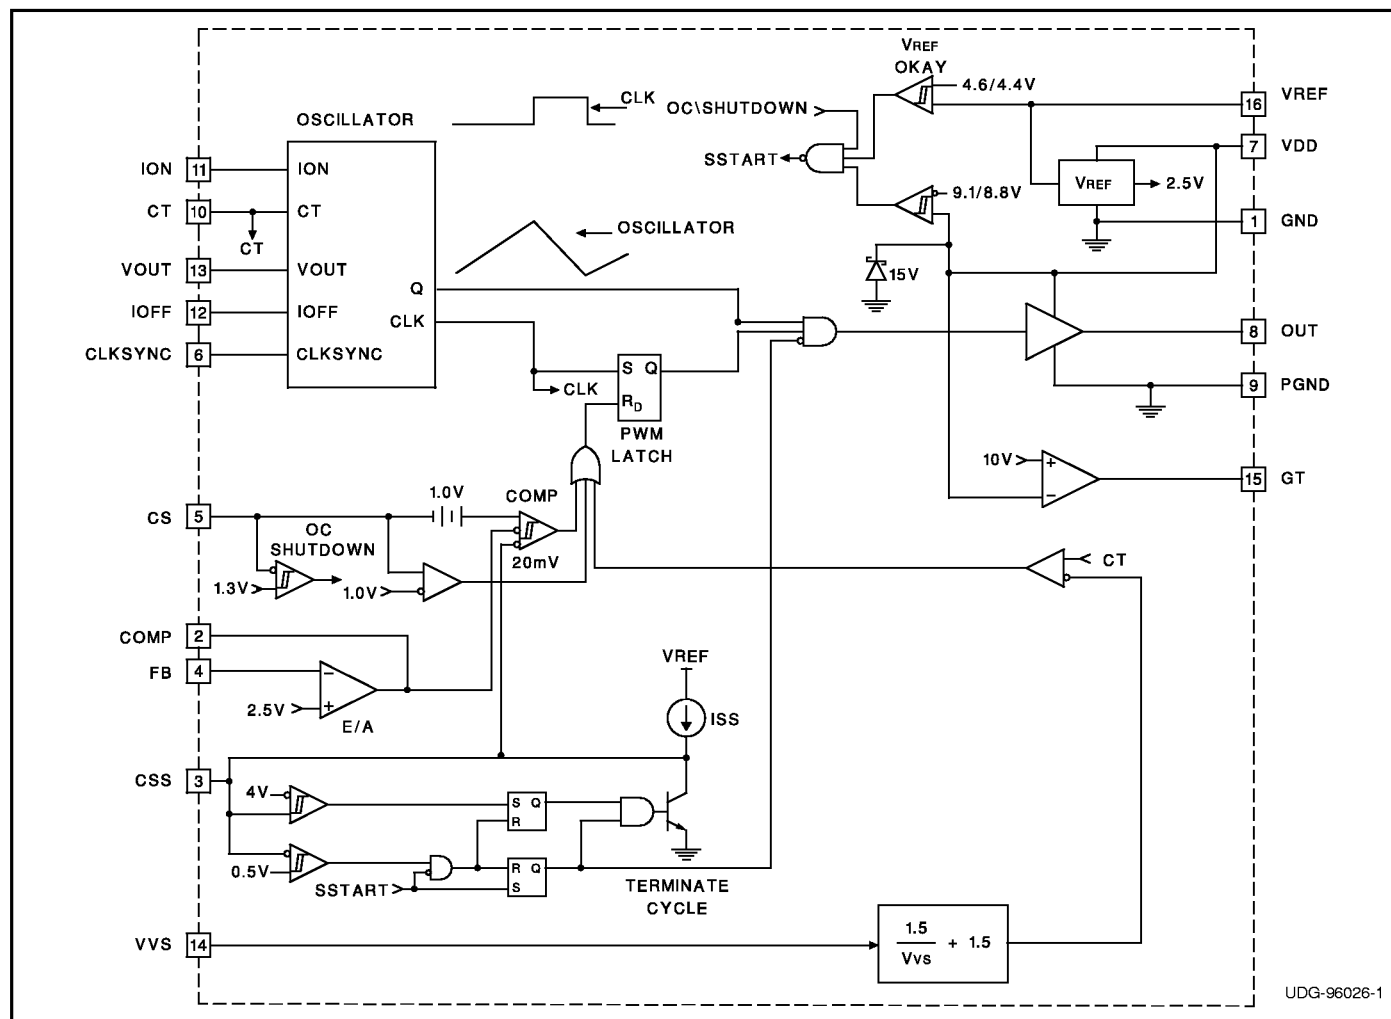 VREF
OKAY
4.6/4.4V
CLK
OC\SHUTDOWN
OSCILLATOR
16
VREF
SSTART
7
VDD
ION
11
ION
VREF
2.5V
9.1/8.8V
CT
10
CT
1
GND
CT
OSCILLATOR
VOUT
13
VOUT
15V
Q
IOFF
12
IOFF
CLK
8
OUT
CLKSYNC
6
CLKSYNC
S Q
CLK
RD
9
PGND
PWM
LATCH
10V
+
−
15
GT
1.0V
COMP
CS
5
OC
SHUTDOWN
20mV
CT
1.3V
1.0V
COMP
2
FB
4
−
VREF
2.5V
+
E/A
ISS
CSS
3
4V
S Q
R
0.5V
R Q
S
SSTART
TERMINATE
CYCLE
VVS
14
1.5
VVS
+ 1.5
UDG-96026-1